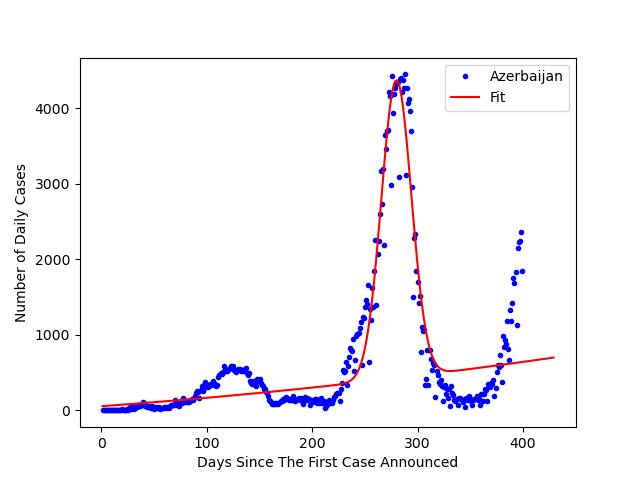 Azerbaijan
Fit
Number of Daily Cases
4000
3000
2000
1000
0
0 100 200 300 400
Days Since The First Case Announced